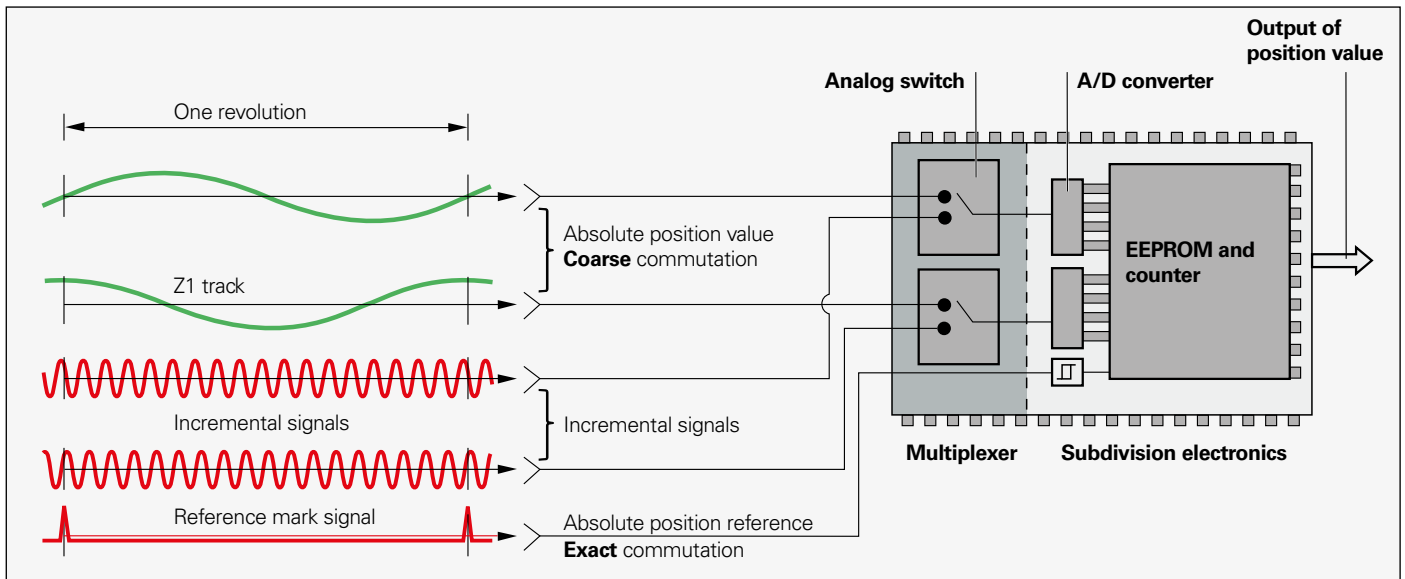 Output of
position value
Analog switch
A/D converter
One revolution
Absolute position value
Coarse commutation
EEPROM and
counter
Z1 track
Incremental signals
Incremental signals
Multiplexer
Subdivision electronics
Reference mark signal
Absolute position reference
Exact commutation